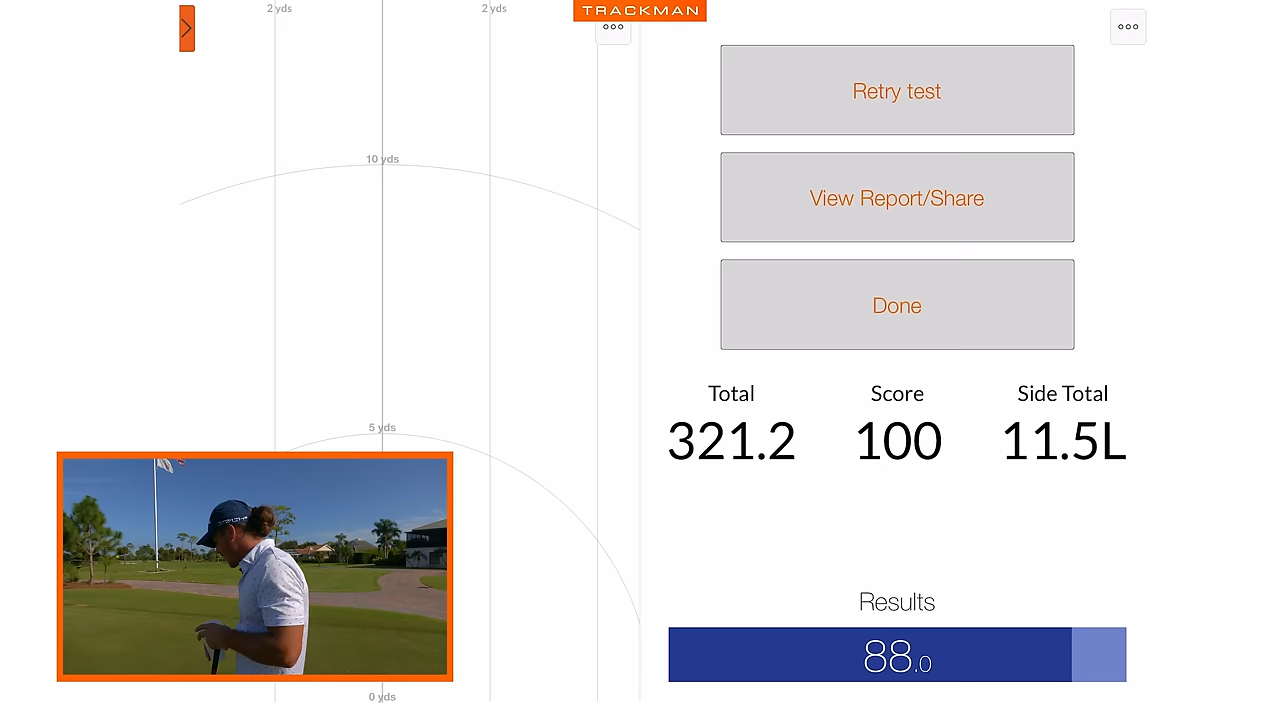 TRACKMAN
2 yds
2 yds
10 yds
5 yds
0 yds
Retry test
View Report/Share
Done
Total
Score
Side Total
321.2
100
11.5L
Results
88.0